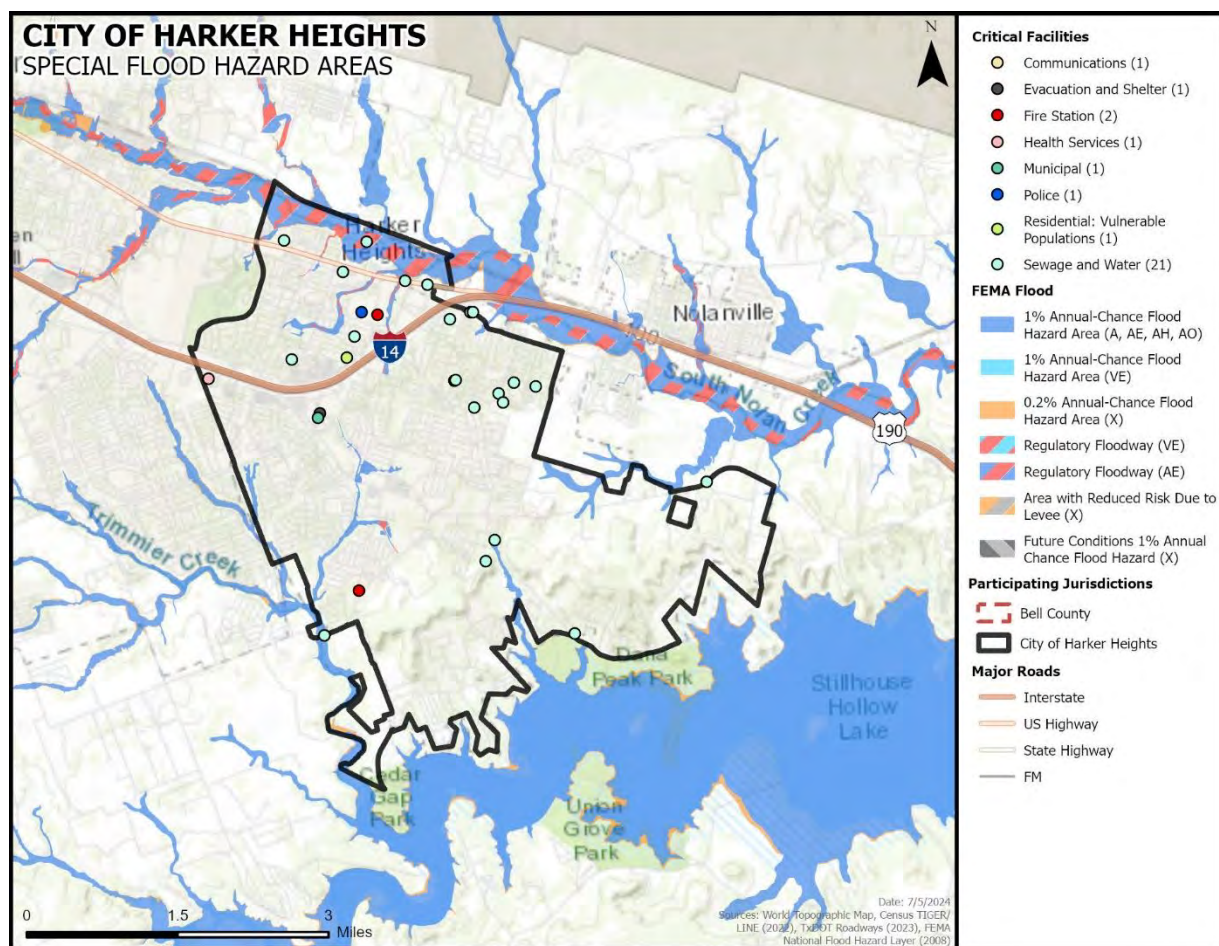 CITY OF HARKER HEIGHTS
SPECIAL FLOOD HAZARD AREAS
N
Harker
Heights
14
Nolanville
190
South Nolan Creek
190
Trimmier Creek
Dana
Peak Park
Stillhouse
Hollow
Lake
Cedar
Gap
Park
Union
Grove
Park
0
1.5
3
Miles
Date: 7/5/2024
Sources: World Topographic Map, Census TIGER/
LINE (2022), TxDOT Roadways (2023), FEMA
National Flood Hazard Layer (2008)
Critical Facilities
Communications (1)
Evacuation and Shelter (1)
Fire Station (2)
Health Services (1)
Municipal (1)
Police (1)
Residential: Vulnerable
Populations (1)
Sewage and Water (21)
FEMA Flood
1% Annual-Chance Flood
Hazard Area (A, AE, AH, AO)
1% Annual-Chance Flood
Hazard Area (VE)
0.2% Annual-Chance Flood
Hazard Area (X)
Regulatory Floodway (VE)
Regulatory Floodway (AE)
Area with Reduced Risk Due to
Levee (X)
Future Conditions 1% Annual
Chance Flood Hazard (X)
Participating Jurisdictions
Bell County
City of Harker Heights
Major Roads
Interstate
US Highway
State Highway
FM